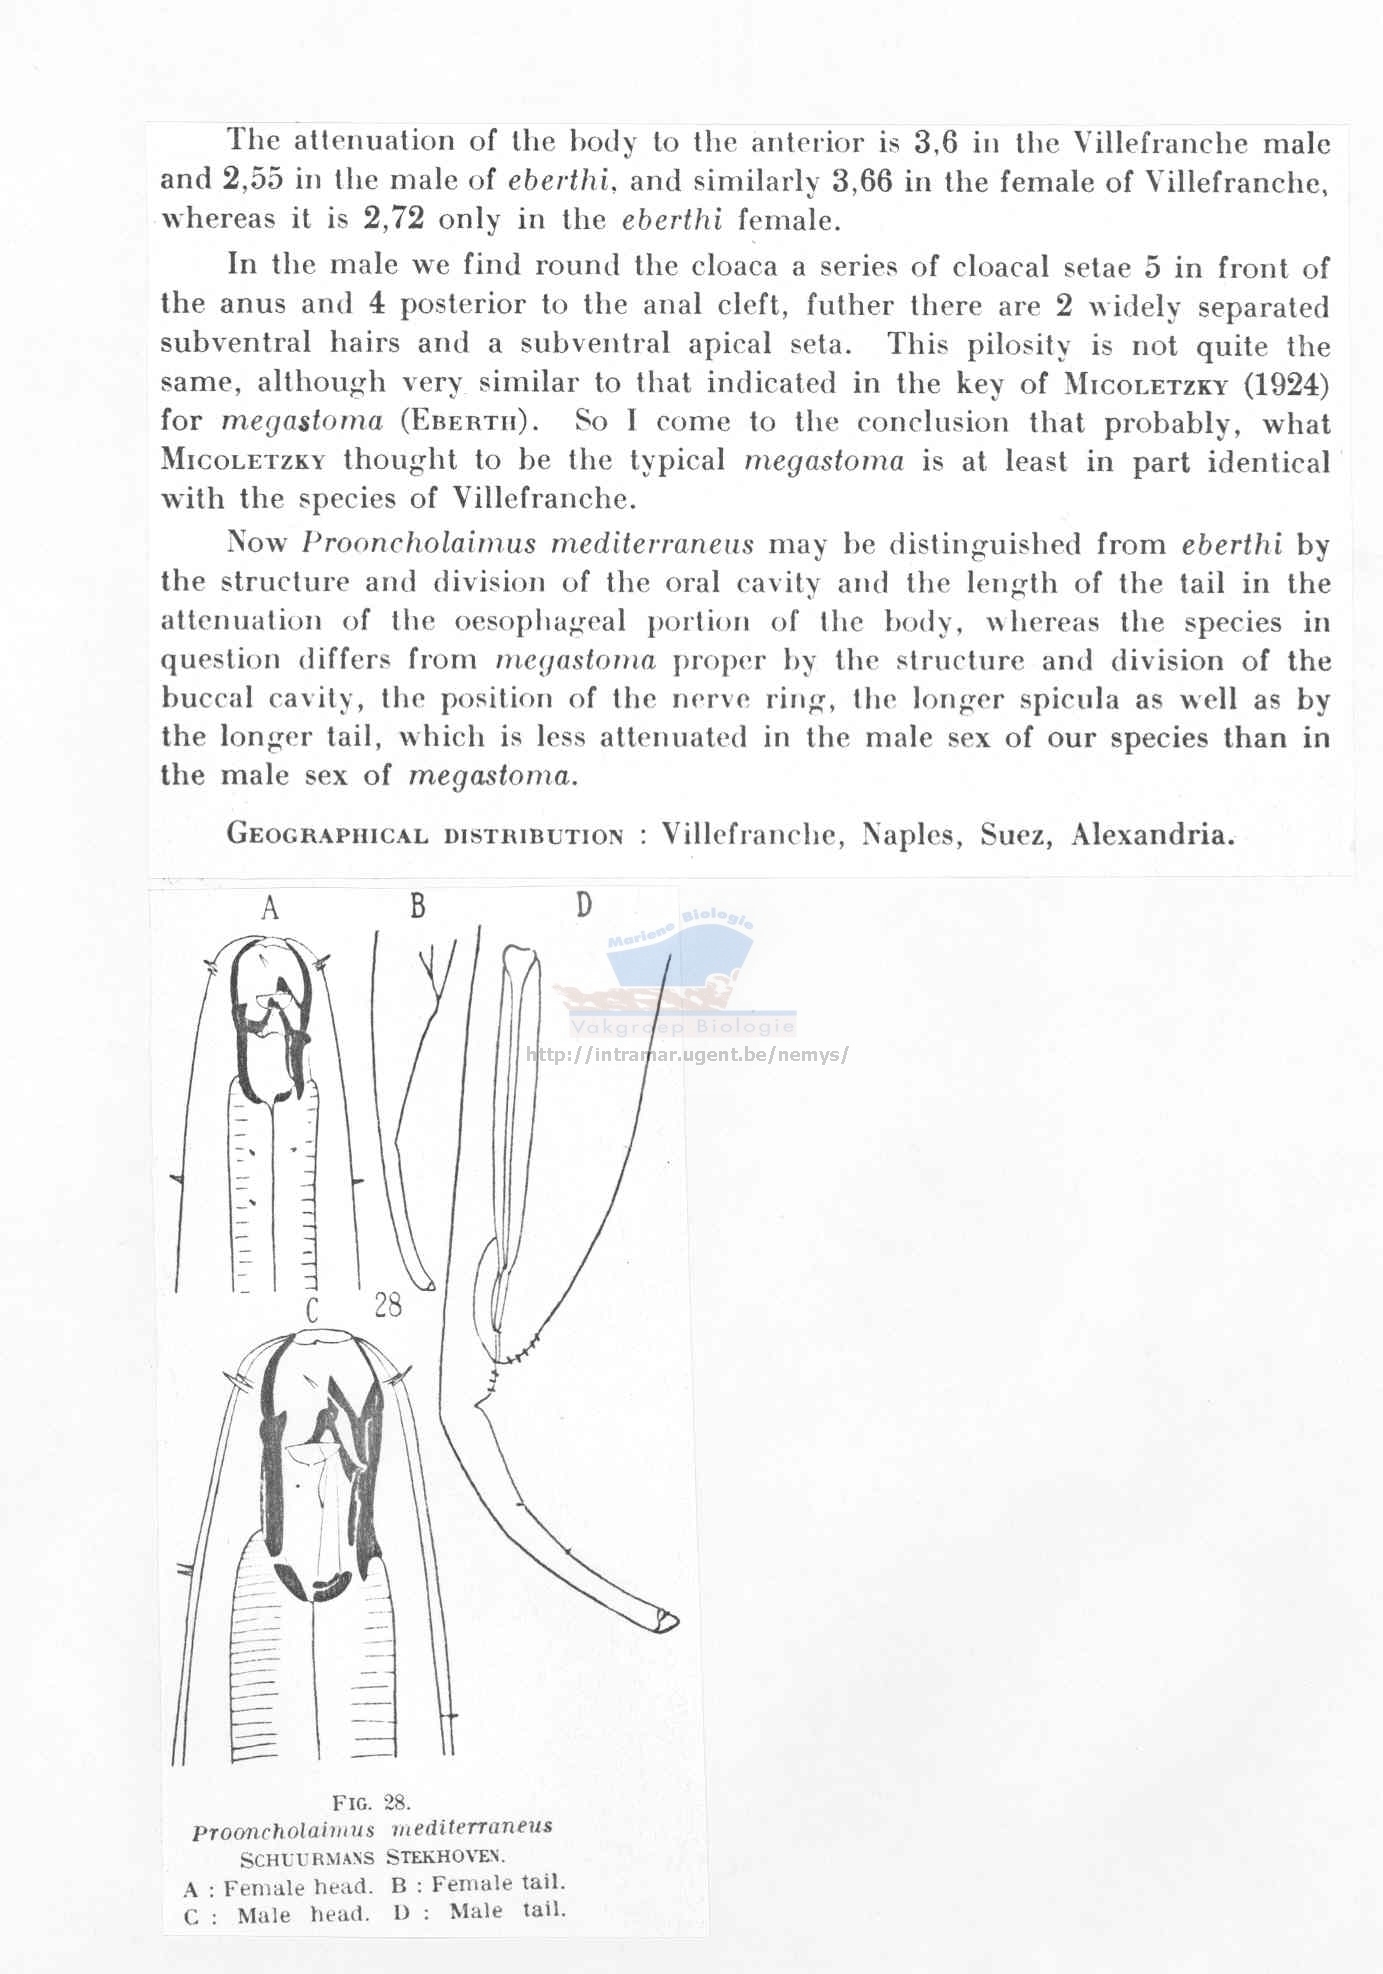 The attenuation of the body to the anterior is 3,6 in the Villefranche male
and 2,55 in the male of eberthi, and similarly 3,66 in the female of Villefranche,
whereas it is 2,72 only in the eberthi female.
In the male we find round the cloaca a series of cloacal setae 5 in front of
the anus and 4 posterior to the anal cleft, futher there are 2 widely separated
subventral hairs and a subventral apical seta. This pilosity is not quite the
same, although very similar to that indicated in the key of MICOLETZKY (1924)
for megastoma (EBERTH). So I come to the conclusion that probably, what
MICOLETZKY thought to be the typical megastoma is at least in part identical
with the species of Villefranche.
Now Prooncholaimus mediterraneus may be distinguished from eberthi by
the structure and division of the oral cavity and the length of the tail in the
attenuation of the oesophageal portion of the body, whereas the species in
question differs from megastoma proper by the structure and division of the
buccal cavity, the position of the nerve ring, the longer spicula as well as by
the longer tail, which is less attenuated in the male sex of our species than in
the male sex of megastoma.
GEOGRAPHICAL DISTRIBUTION : Villefranche, Naples, Suez, Alexandria.
A B D
Mariene Biologie
Vakgroep Biologie
http://intramar.ugent.be/nemys/
C 28
FIG. 28.
Prooncholaimus mediterraneus
SCHUURMANS STEKHOVEN.
A : Female head. B : Female tail.
C : Male head. D : Male tail.